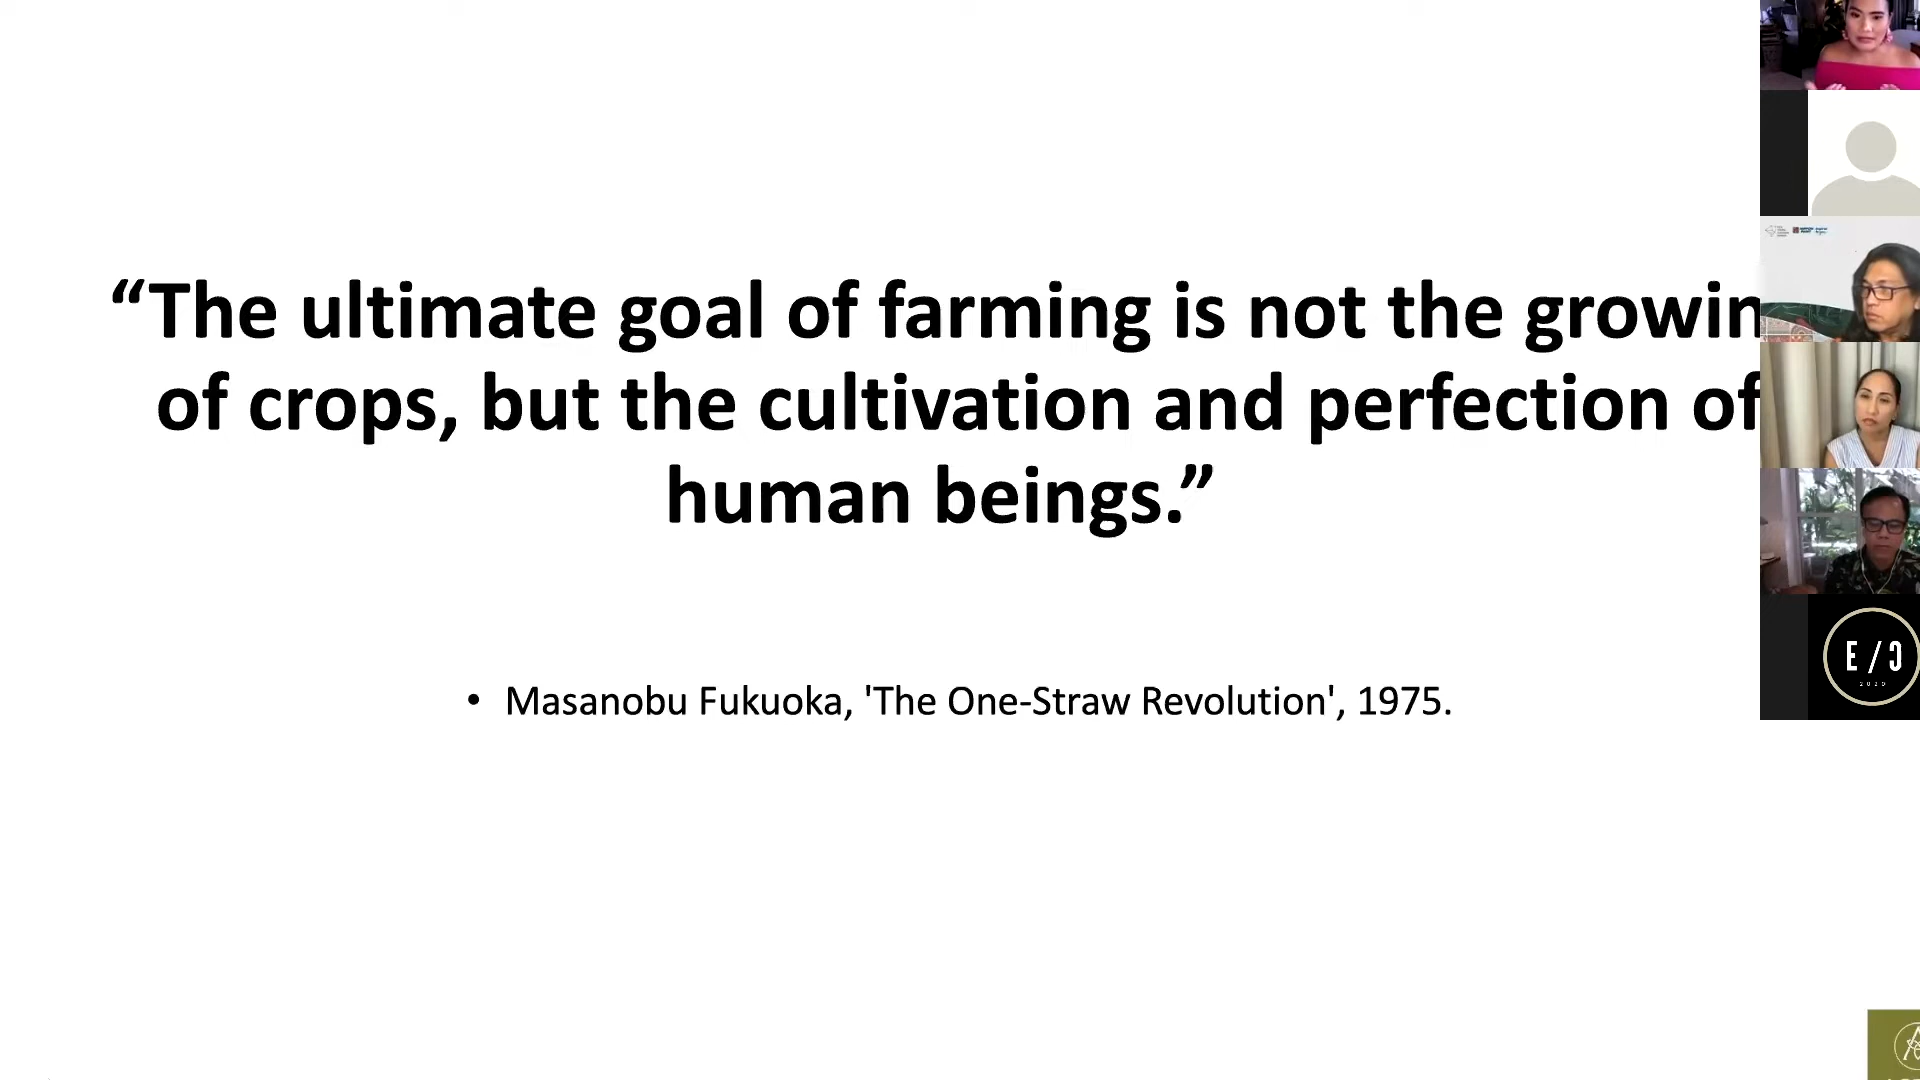 “The ultimate goal of farming is not the growin
of crops, but the cultivation and perfection of
human beings.”
• Masanobu Fukuoka, 'The One-Straw Revolution', 1975.
E / Ɔ
2020